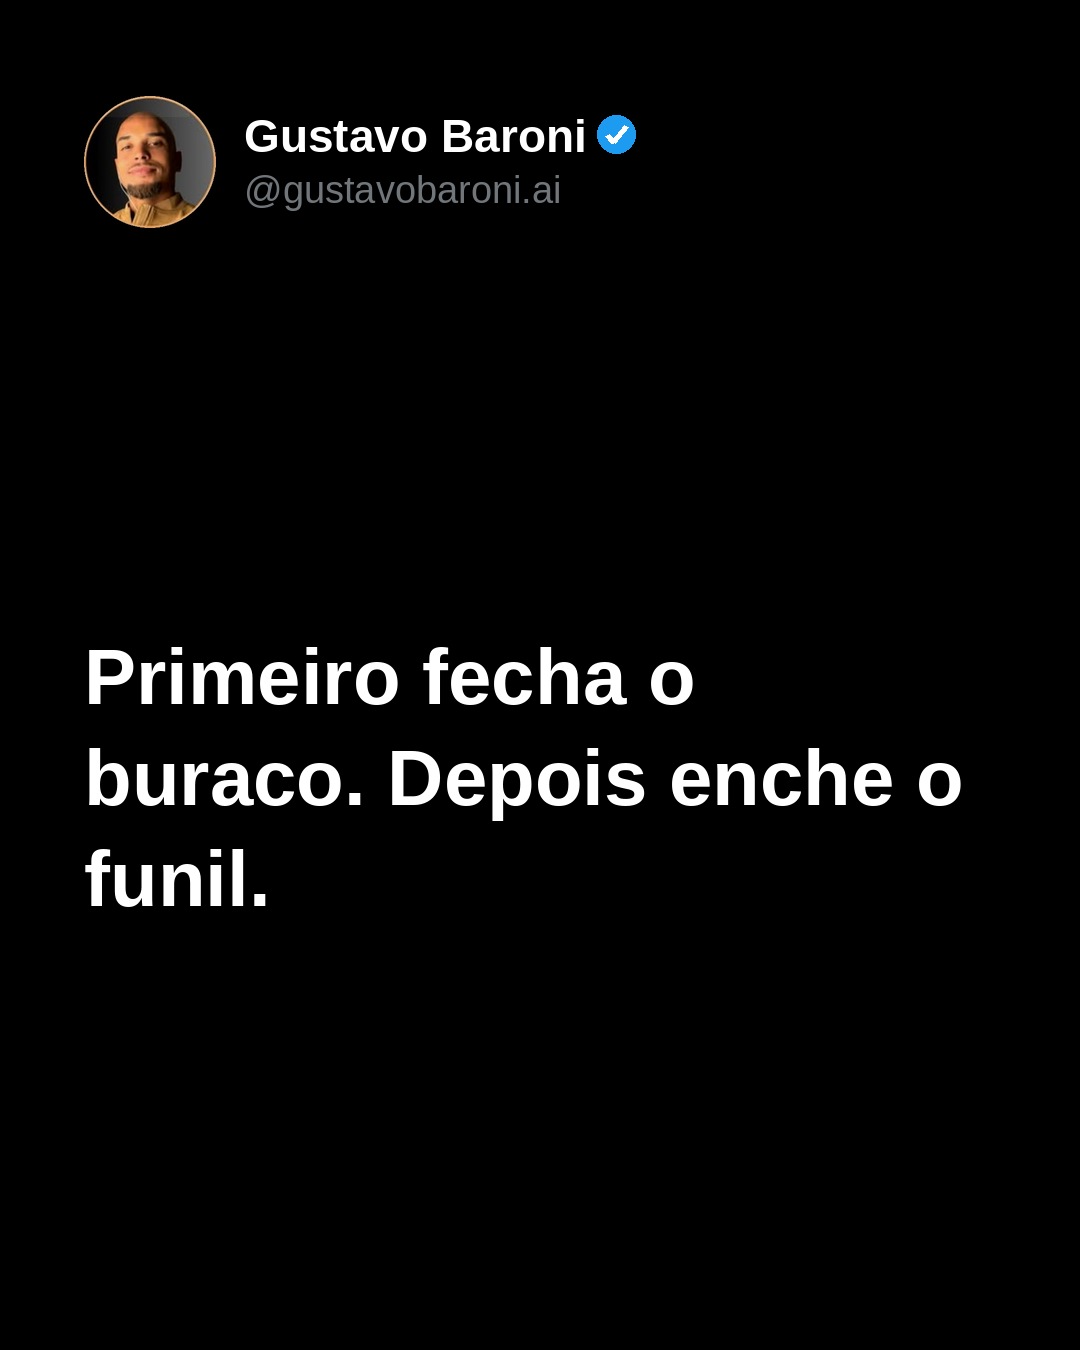 Gustavo Baroni
@gustavobaroni.ai
Primeiro fecha o
buraco. Depois enche o
funil.